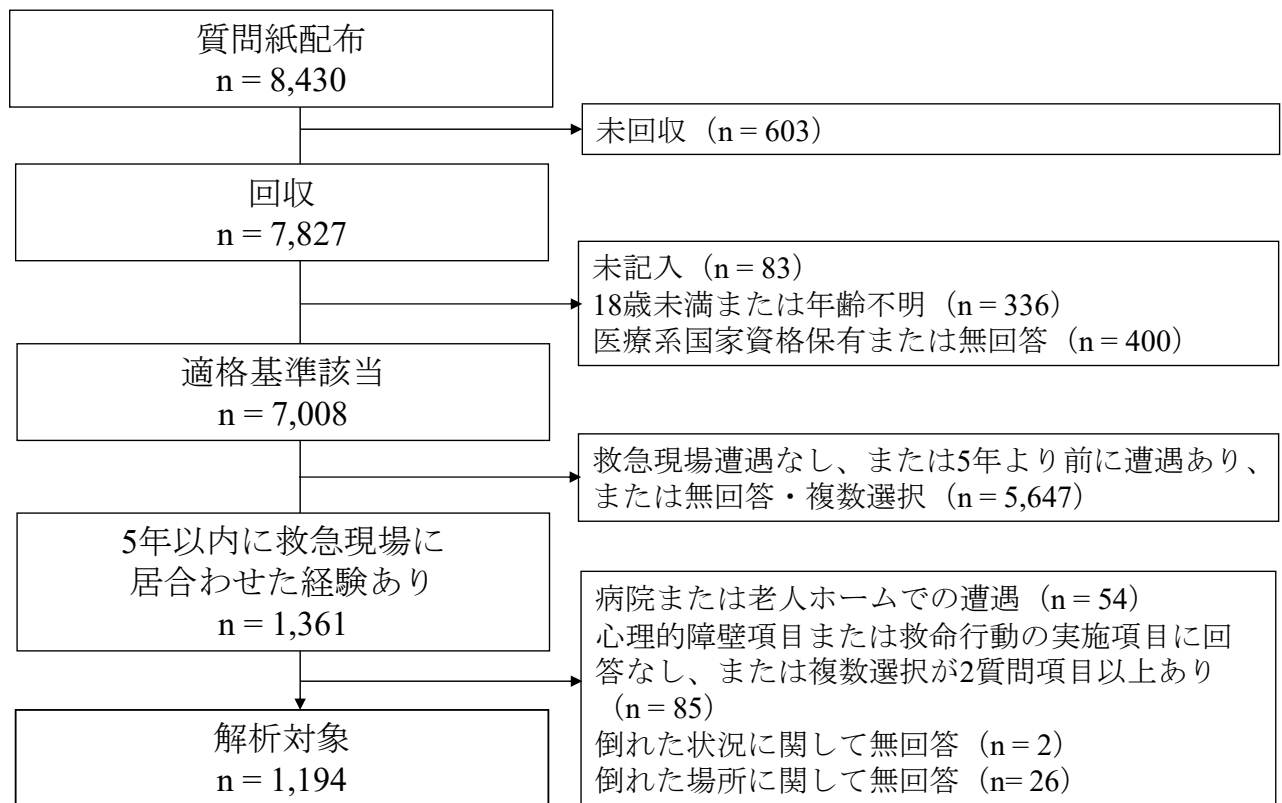 質問紙配布
n = 8,430
未回収（n = 603）
回収
n = 7,827
未記入（n = 83）
18歳未満または年齢不明（n = 336）
医療系国家資格保有または無回答（n = 400）
適格基準該当
n = 7,008
救急現場遭遇なし、または5年より前に遭遇あり、
または無回答・複数選択（n = 5,647）
5年以内に救急現場に
居合わせた経験あり
n = 1,361
病院または老人ホームでの遭遇（n = 54）
心理的障壁項目または救命行動の実施項目に回
答なし、または複数選択が2質問項目以上あり
（n = 85）
倒れた状況に関して無回答（n = 2）
倒れた場所に関して無回答（n= 26）
解析対象
n = 1,194